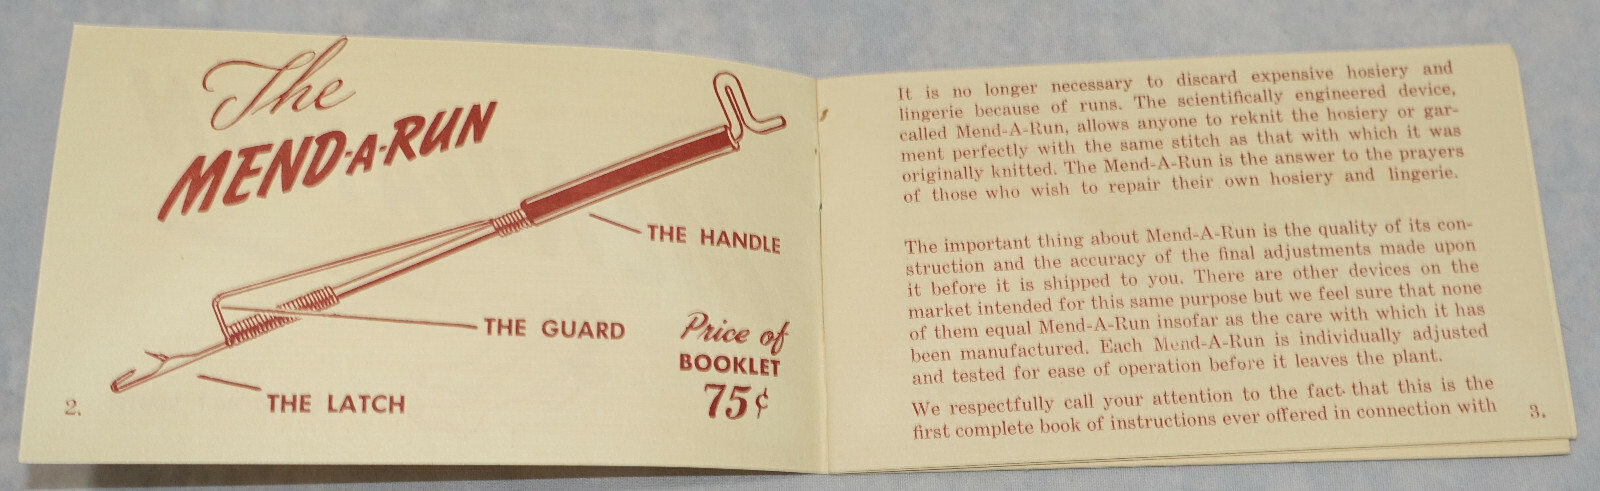 The
MEND-A-RUN
THE HANDLE
THE GUARD
THE LATCH
Price of
BOOKLET
75¢
2.
It is no longer necessary to discard expensive hosiery and
lingerie because of runs. The scientifically engineered device,
called Mend-A-Run, allows anyone to reknit the hosiery or gar-
ment perfectly with the same stitch as that with which it was
originally knitted. The Mend-A-Run is the answer to the prayers
of those who wish to repair their own hosiery and lingerie.
The important thing about Mend-A-Run is the quality of its con-
struction and the accuracy of the final adjustments made upon
it before it is shipped to you. There are other devices on the
market intended for this same purpose but we feel sure that none
of them equal Mend-A-Run insofar as the care with which it has
been manufactured. Each Mend-A-Run is individually adjusted
and tested for ease of operation before it leaves the plant.
We respectfully call your attention to the fact that this is the
first complete book of instructions ever offered in connection with
3.